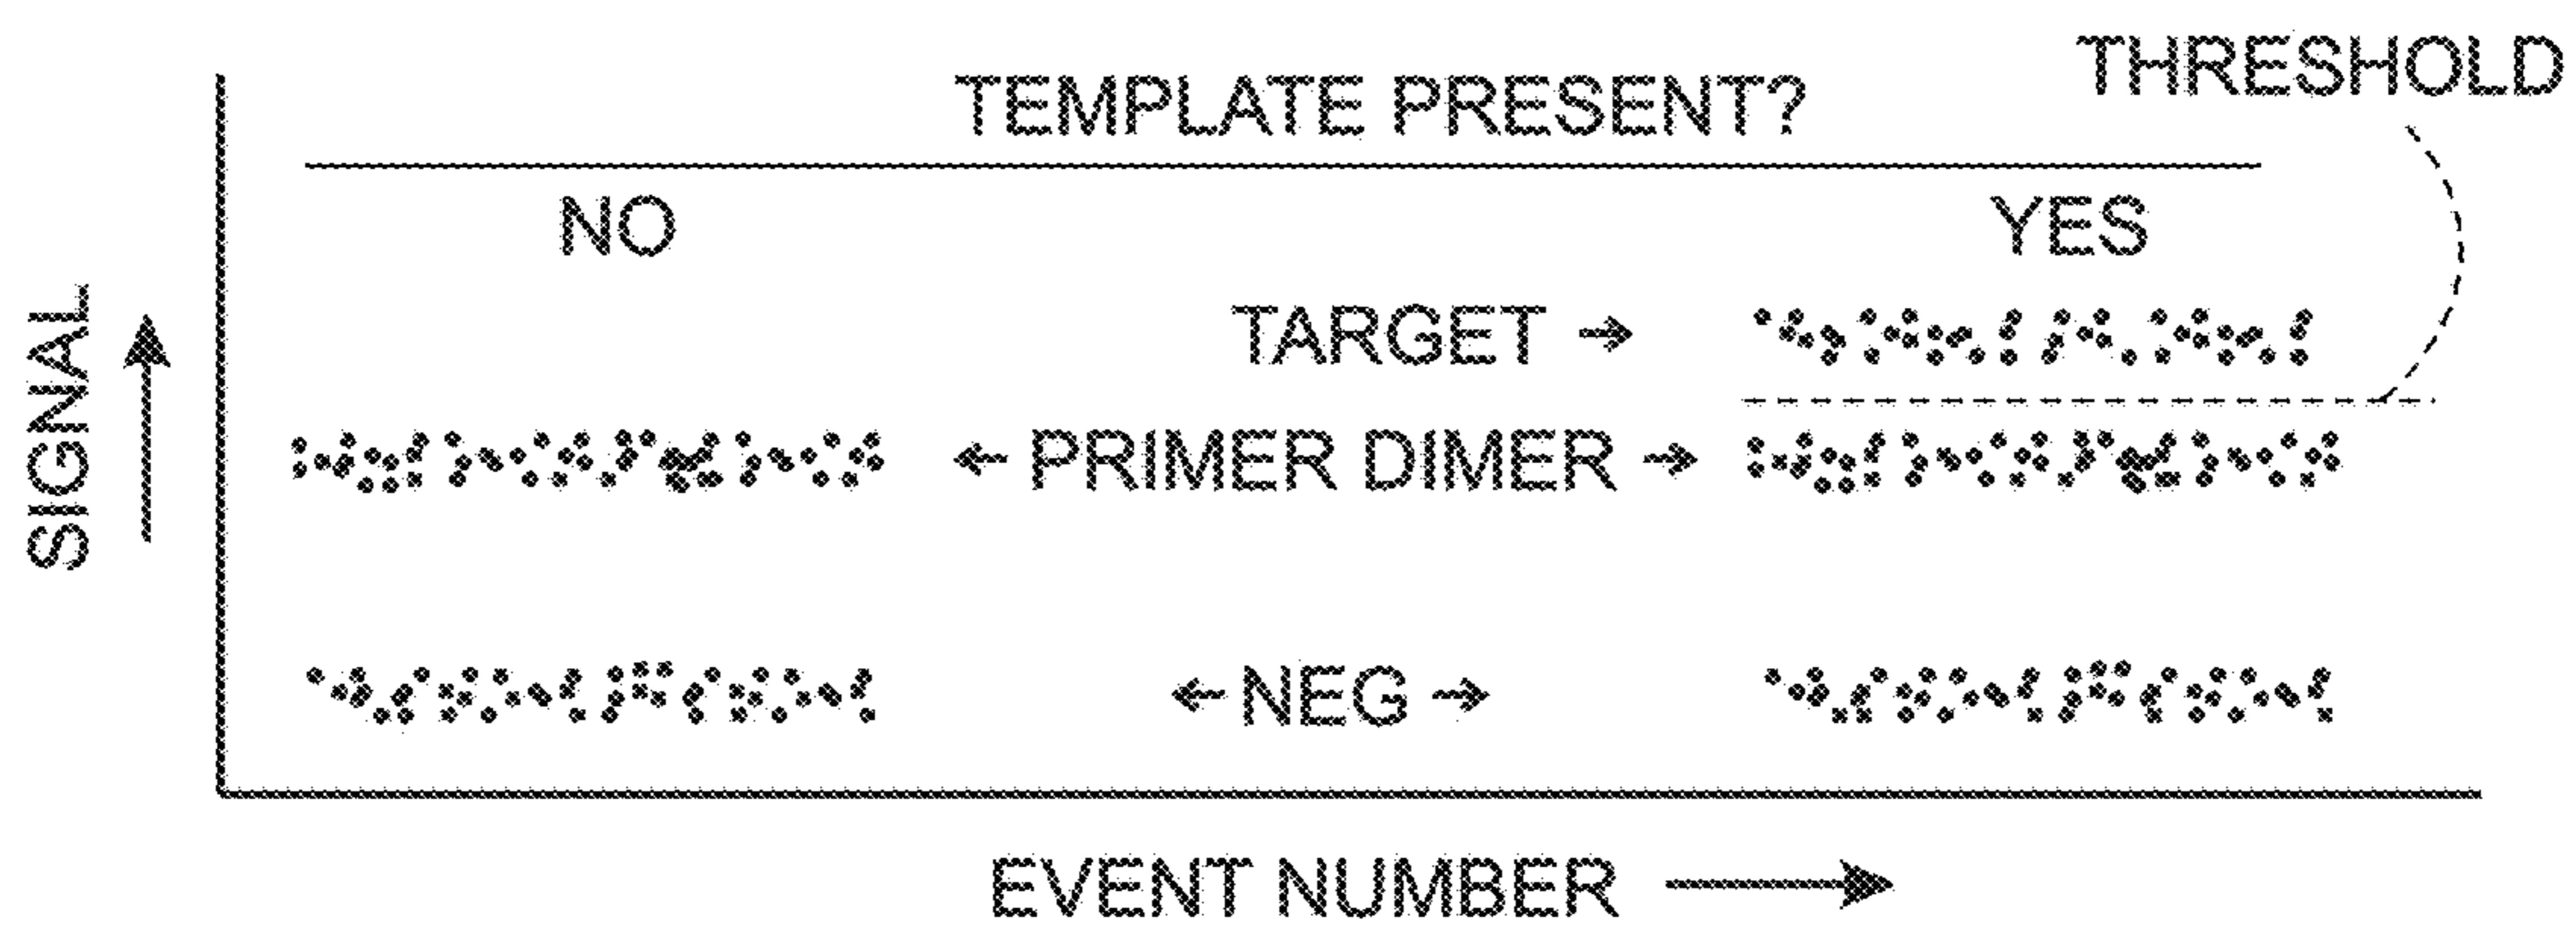 THRESHOLD
TEMPLATE PRESENT?
NO
YES
TARGET →
← PRIMER DIMER →
← NEG →
SIGNAL
EVENT NUMBER